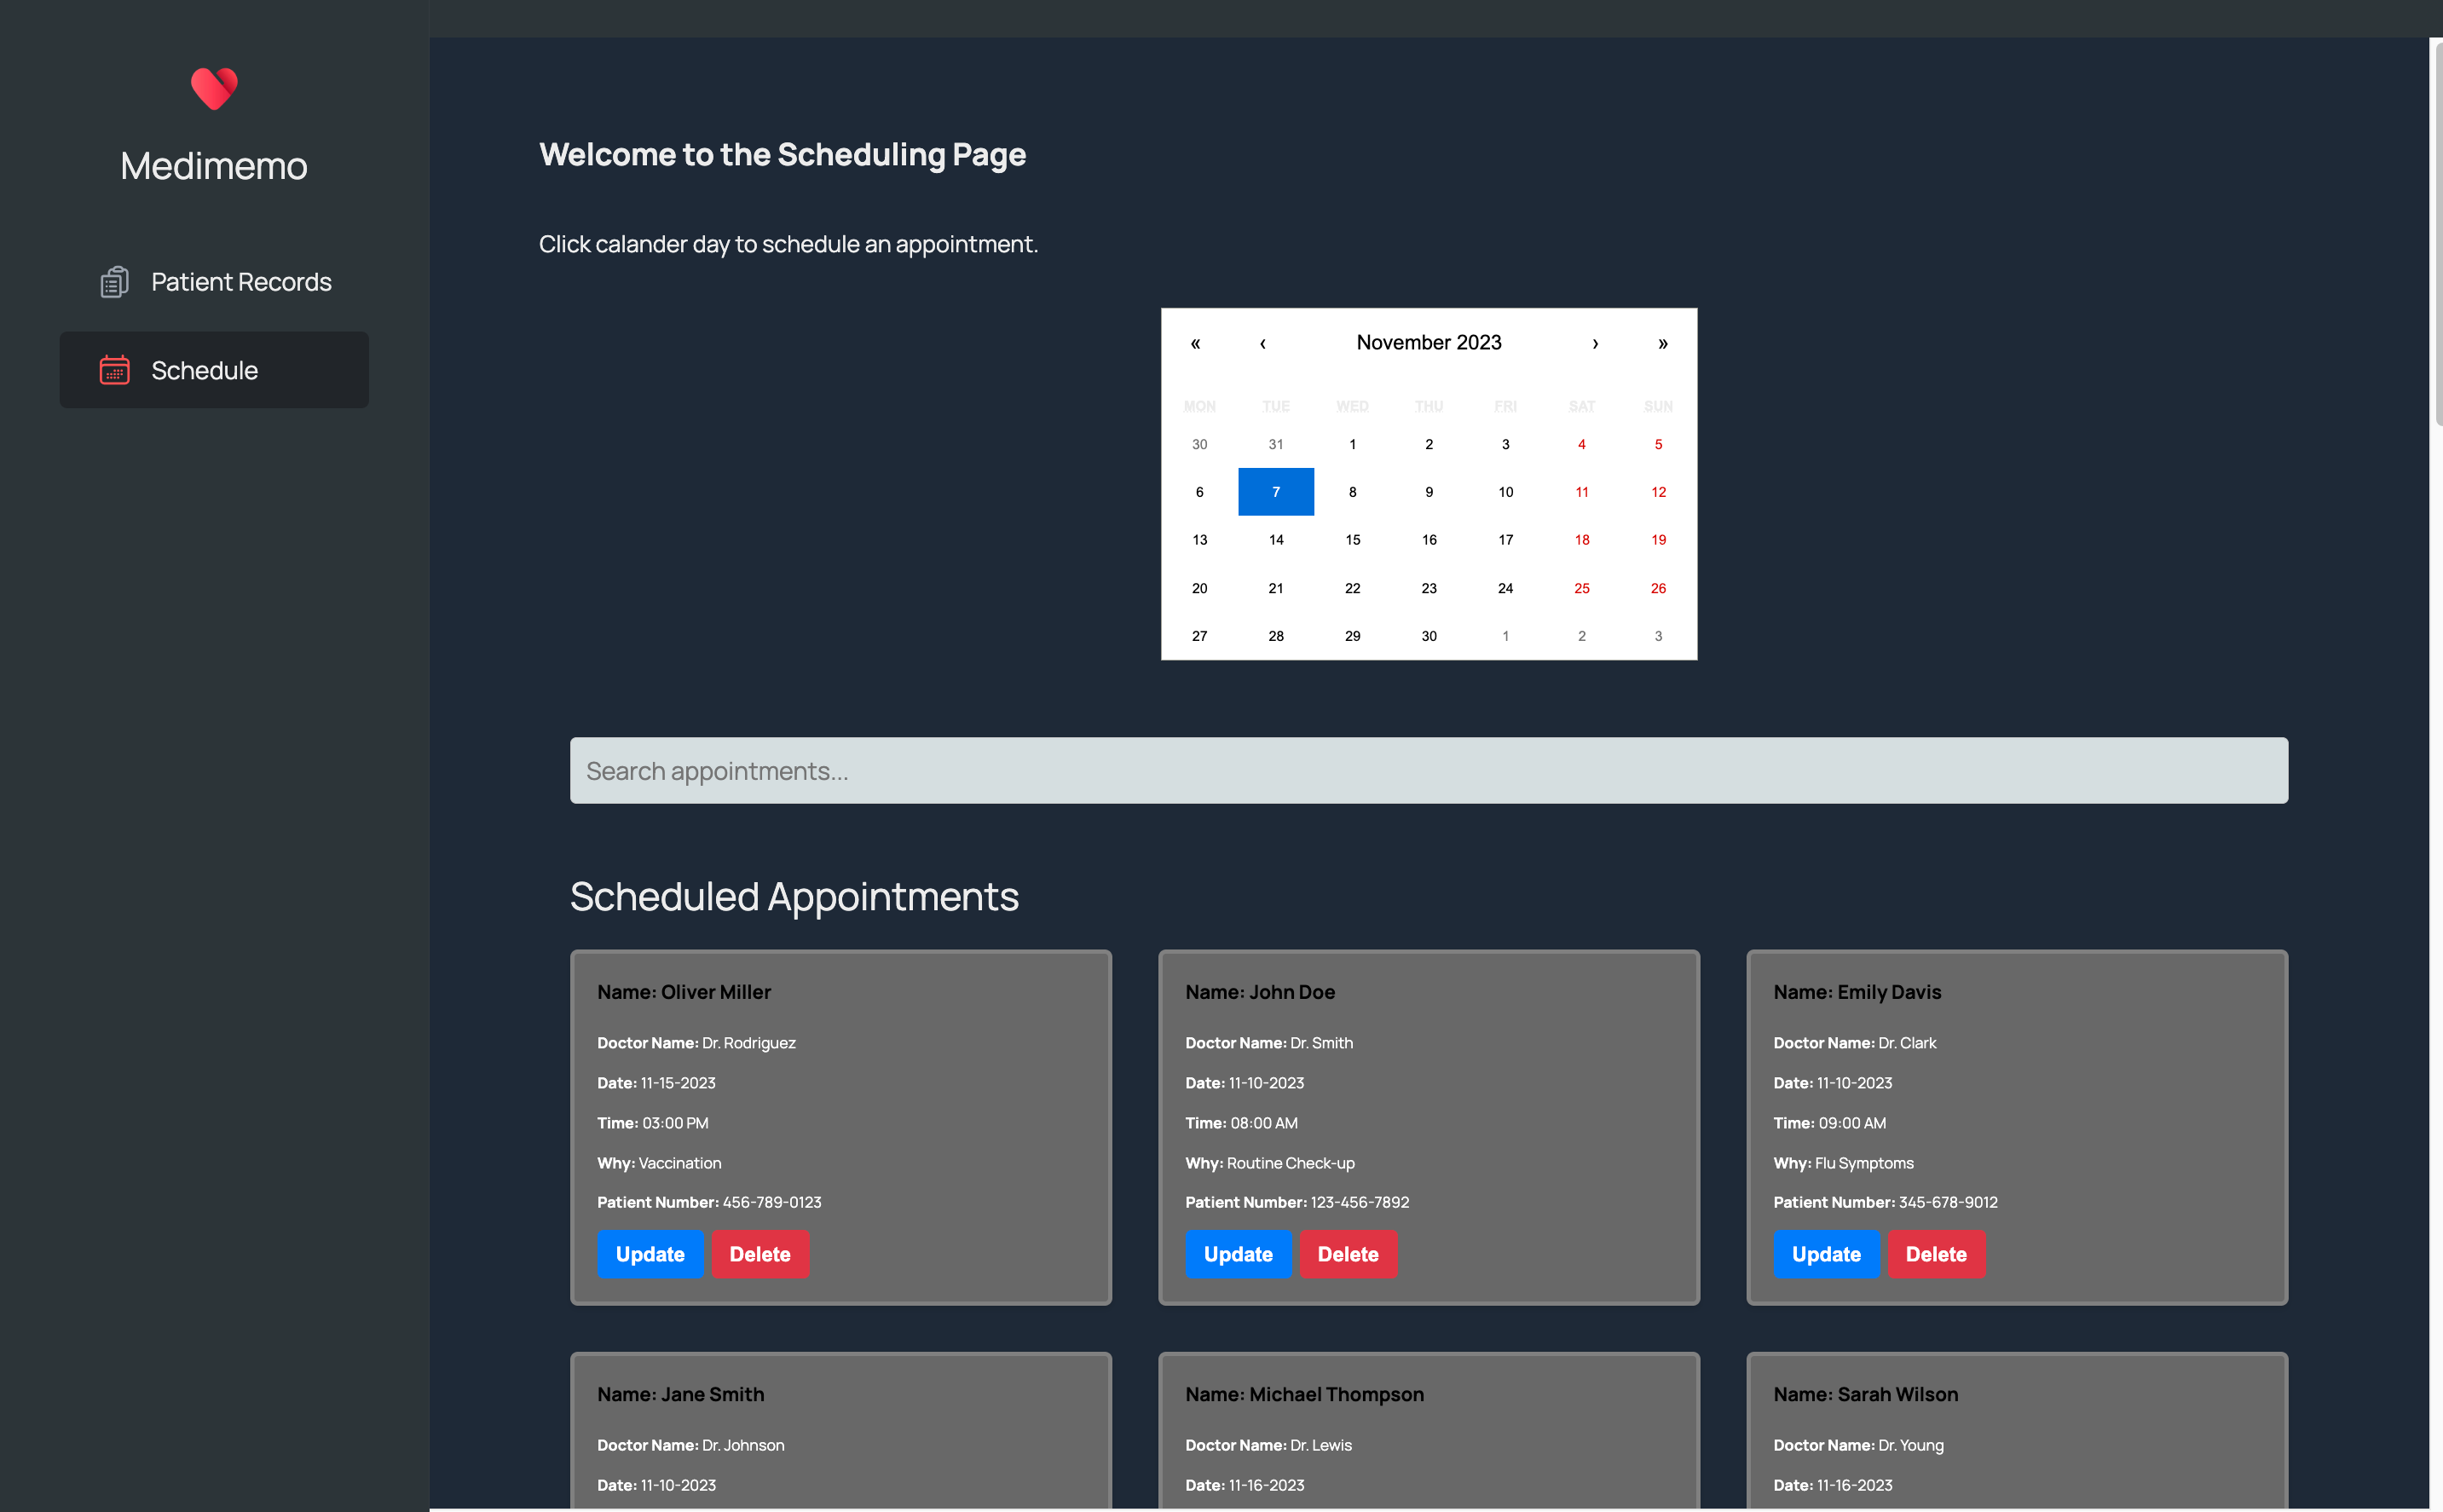 Medimemo
Patient Records
Schedule
Welcome to the Scheduling Page
Click calander day to schedule an appointment.
« ‹ November 2023 › »
MON TUE WED THU FRI SAT SUN
30 31 1 2 3 4 5
6 7 8 9 10 11 12
13 14 15 16 17 18 19
20 21 22 23 24 25 26
27 28 29 30 1 2 3
Search appointments...
Scheduled Appointments
Name: Oliver Miller
Doctor Name: Dr. Rodriguez
Date: 11-15-2023
Time: 03:00 PM
Why: Vaccination
Patient Number: 456-789-0123
Update Delete
Name: John Doe
Doctor Name: Dr. Smith
Date: 11-10-2023
Time: 08:00 AM
Why: Routine Check-up
Patient Number: 123-456-7892
Update Delete
Name: Emily Davis
Doctor Name: Dr. Clark
Date: 11-10-2023
Time: 09:00 AM
Why: Flu Symptoms
Patient Number: 345-678-9012
Update Delete
Name: Jane Smith
Doctor Name: Dr. Johnson
Date: 11-10-2023
Name: Michael Thompson
Doctor Name: Dr. Lewis
Date: 11-16-2023
Name: Sarah Wilson
Doctor Name: Dr. Young
Date: 11-16-2023